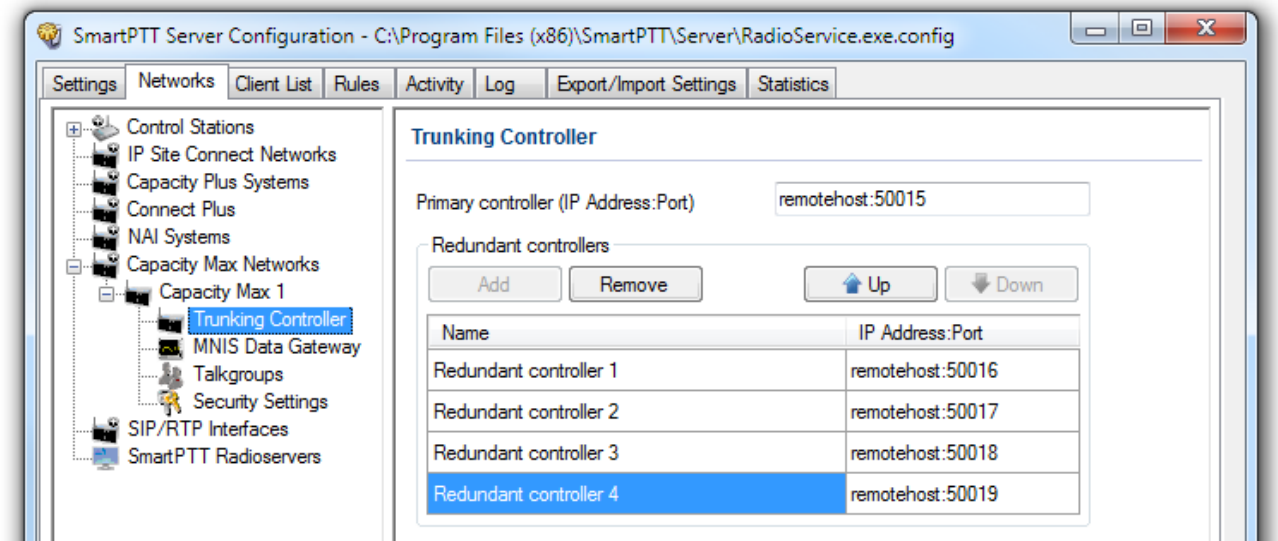 SmartPTT Server Configuration - C:\Program Files (x86)\SmartPTT\Server\RadioService.exe.config
Settings Networks Client List Rules Activity Log Export/Import Settings Statistics
Control Stations
IP Site Connect Networks
Capacity Plus Systems
Connect Plus
NAI Systems
Capacity Max Networks
Capacity Max 1
Trunking Controller
MNIS Data Gateway
Talkgroups
Security Settings
SIP/RTP Interfaces
SmartPTT Radioservers
Trunking Controller
Primary controller (IP Address:Port) remotehost:50015
Redundant controllers
Add Remove Up Down
Name IP Address:Port
Redundant controller 1 remotehost:50016
Redundant controller 2 remotehost:50017
Redundant controller 3 remotehost:50018
Redundant controller 4 remotehost:50019